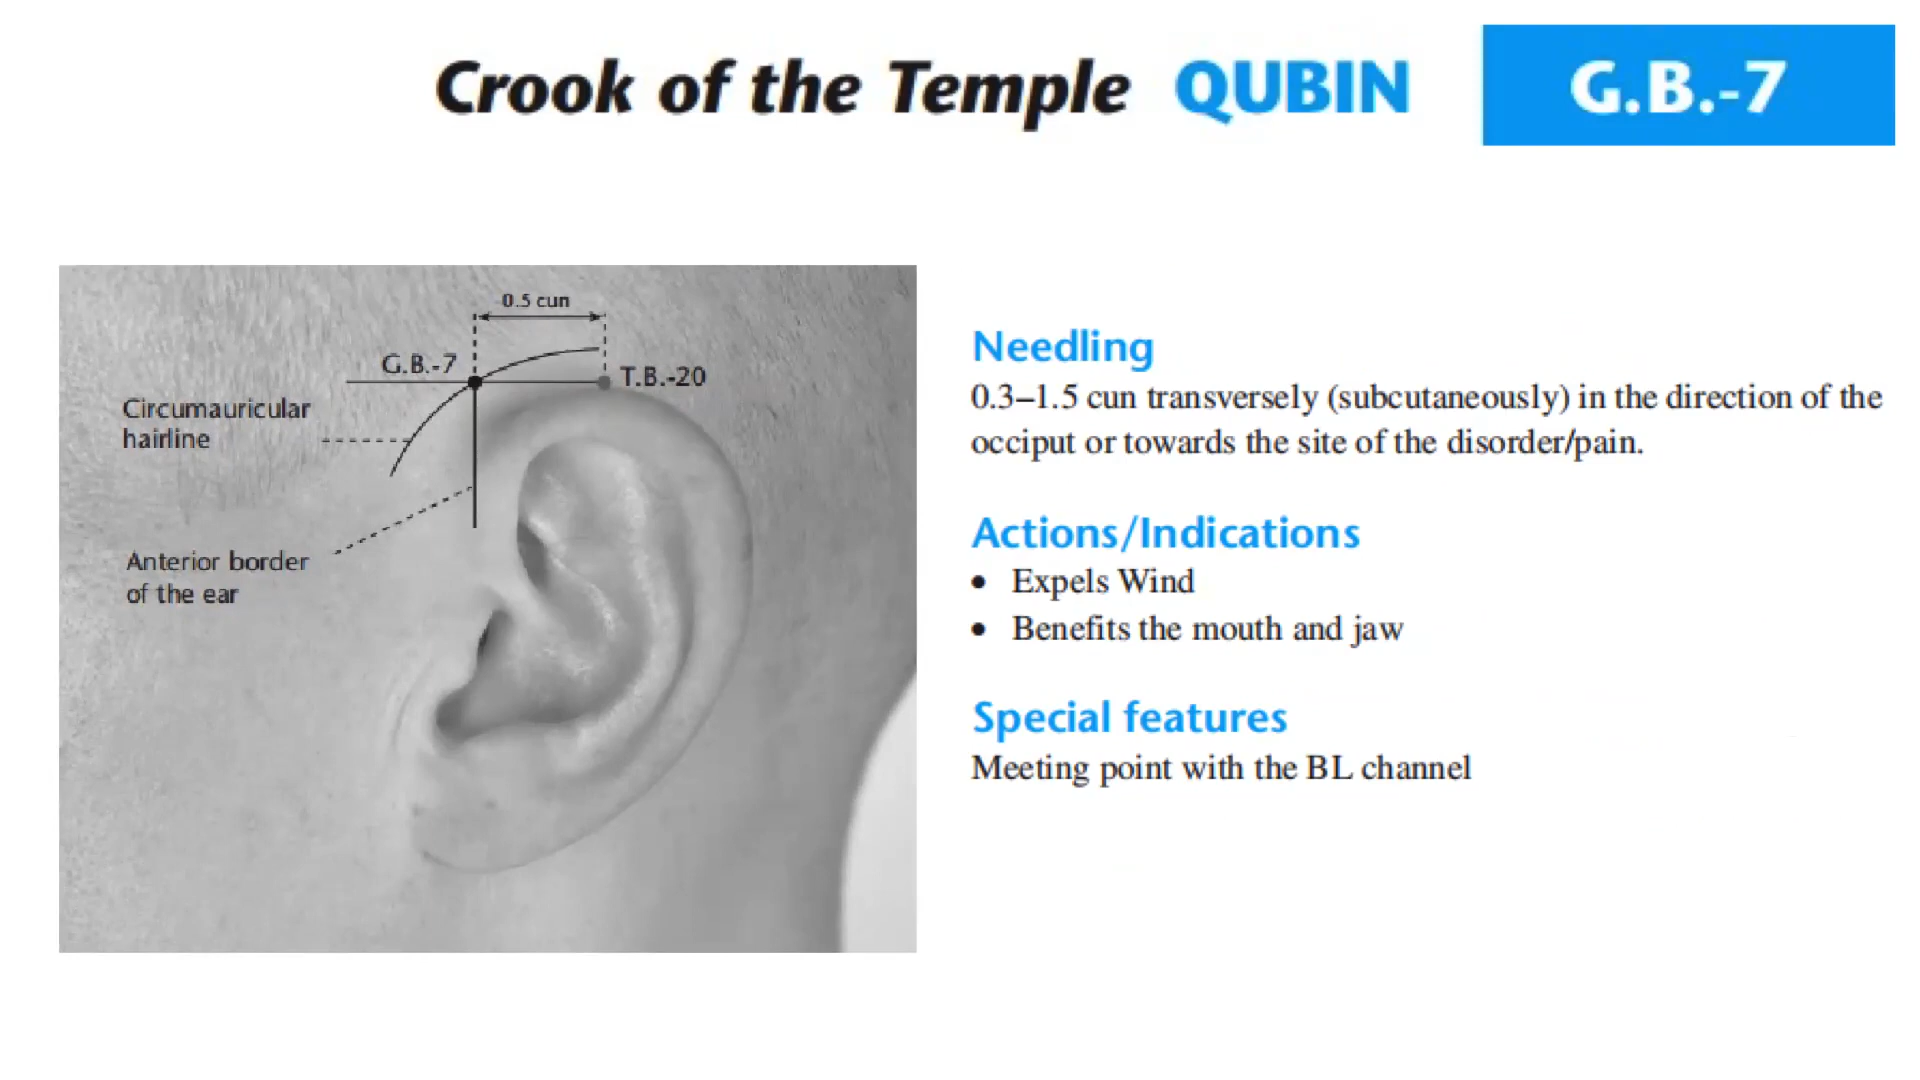 Crook of the Temple QUBIN G.B.-7
0.5 cun
G.B.-7
T.B.-20
Circumauricular
hairline
Anterior border
of the ear
Needling
0.3–1.5 cun transversely (subcutaneously) in the direction of the
occiput or towards the site of the disorder/pain.
Actions/Indications
• Expels Wind
• Benefits the mouth and jaw
Special features
Meeting point with the BL channel